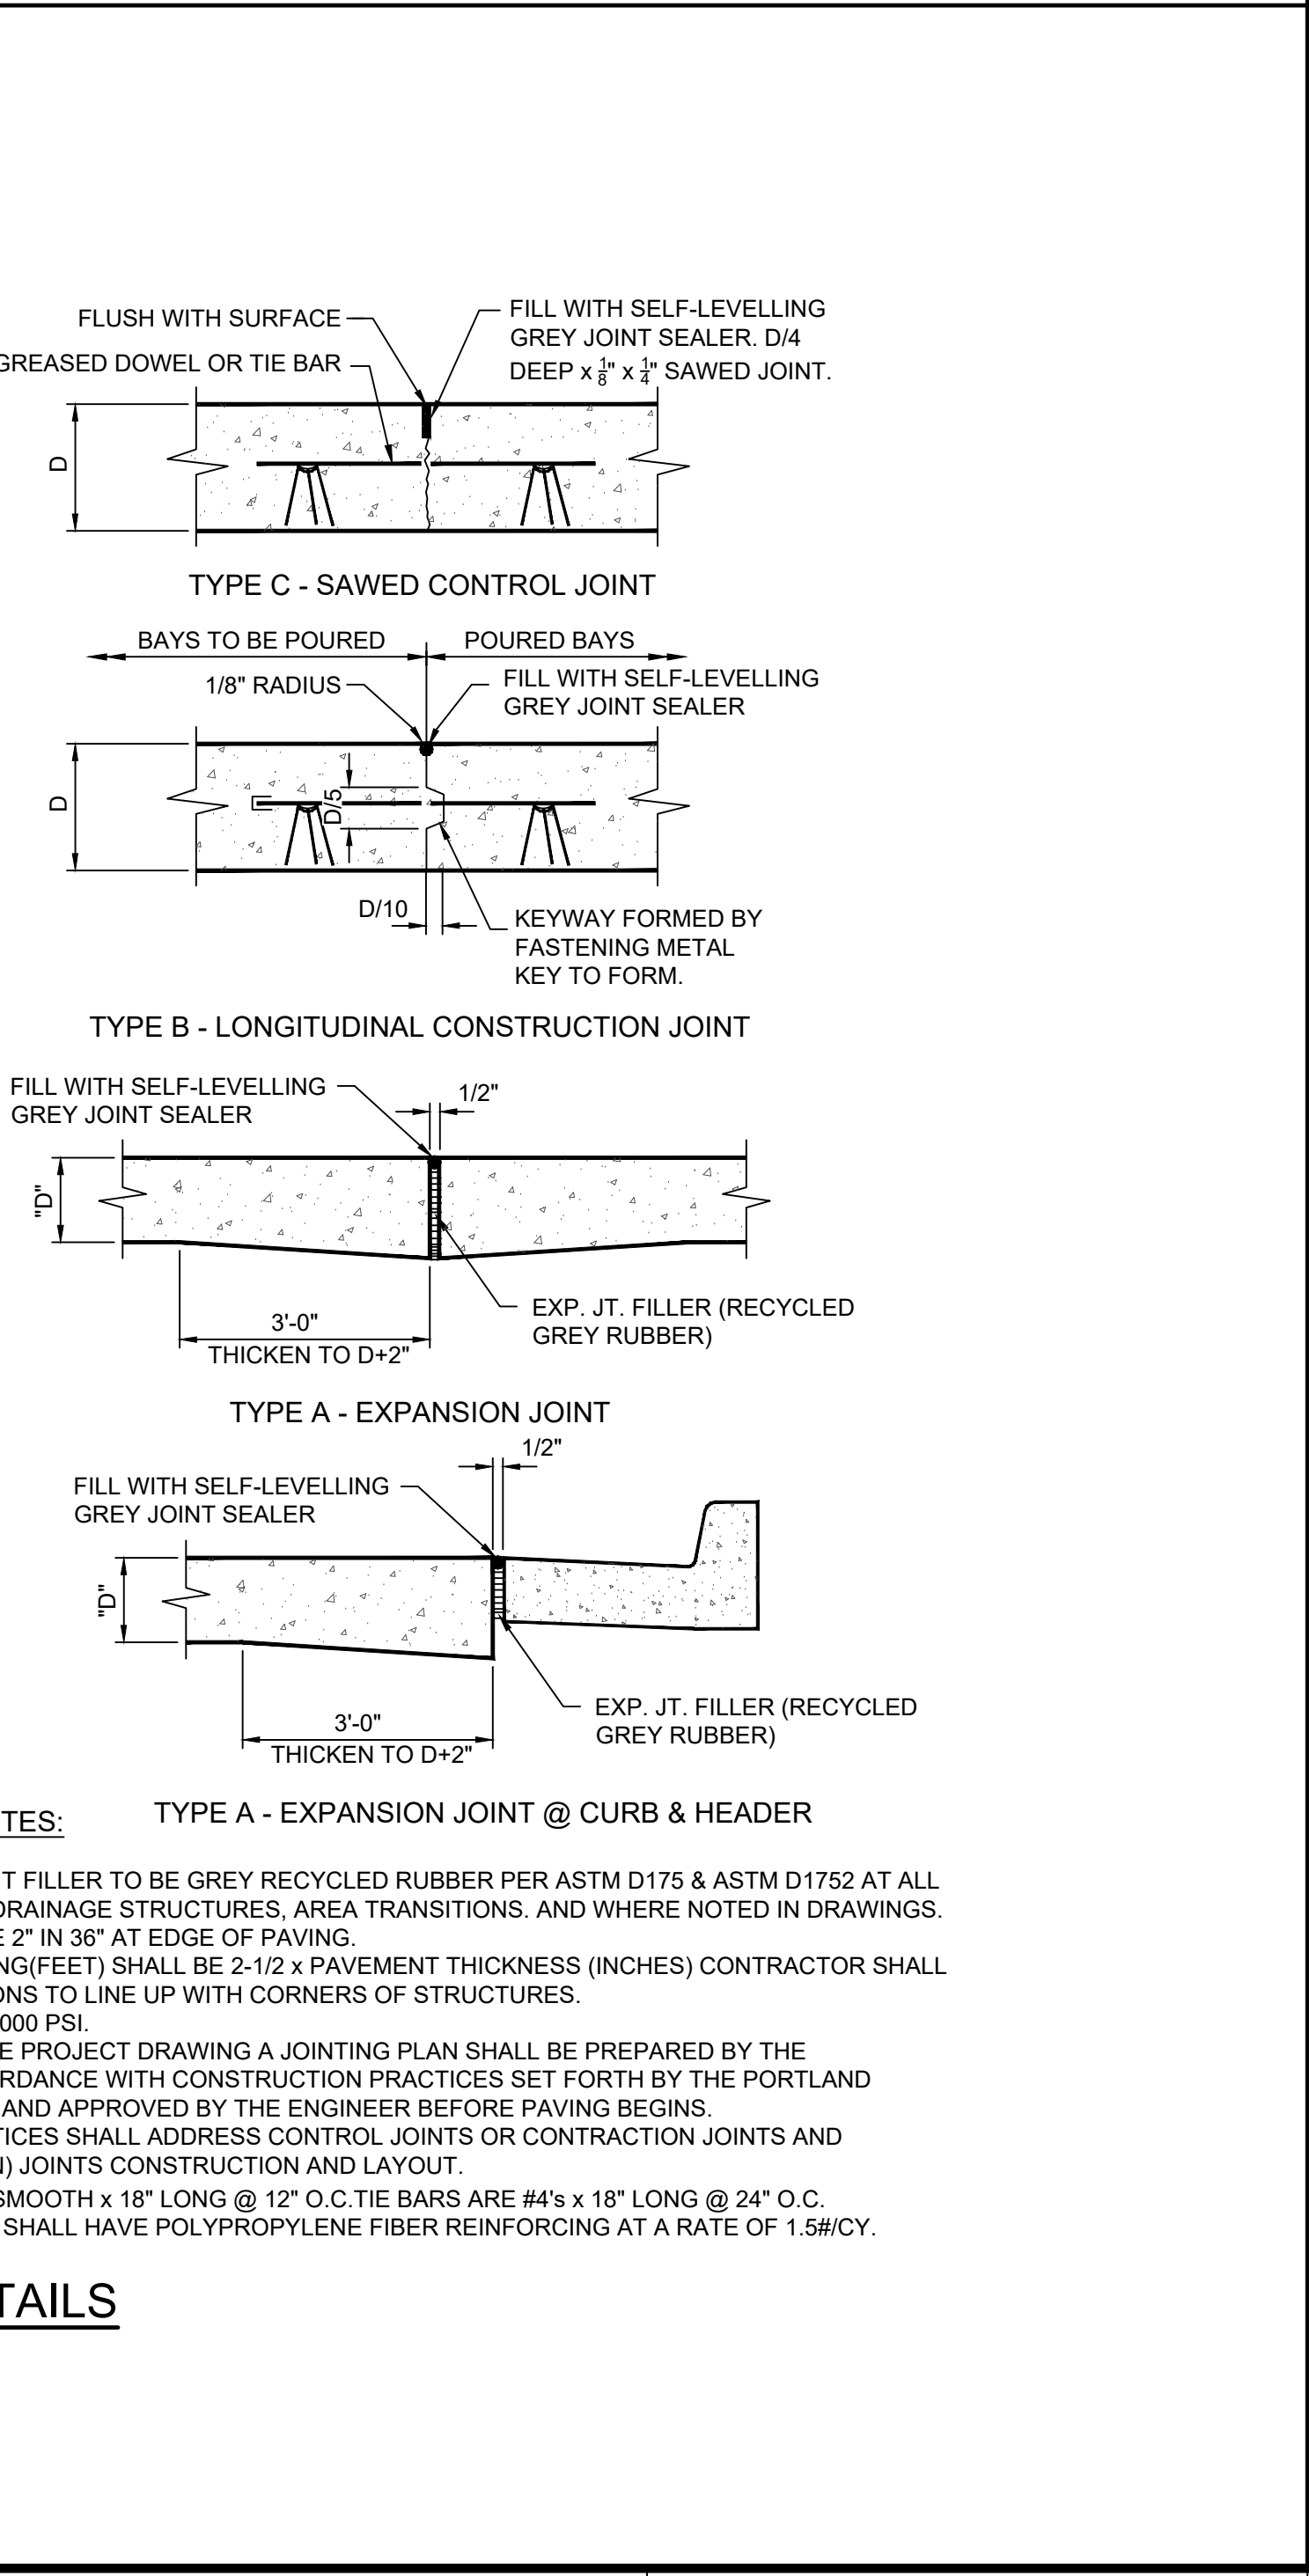 FLUSH WITH SURFACE
FILL WITH SELF-LEVELLING
GREY JOINT SEALER. D/4
DEEP x 1/8" x 1/4" SAWED JOINT.
GREASED DOWEL OR TIE BAR
D
TYPE C - SAWED CONTROL JOINT
BAYS TO BE POURED
POURED BAYS
1/8" RADIUS
FILL WITH SELF-LEVELLING
GREY JOINT SEALER
D
D/5
D/10
KEYWAY FORMED BY
FASTENING METAL
KEY TO FORM.
TYPE B - LONGITUDINAL CONSTRUCTION JOINT
FILL WITH SELF-LEVELLING
GREY JOINT SEALER
1/2"
"D"
3'-0"
THICKEN TO D+2"
EXP. JT. FILLER (RECYCLED
GREY RUBBER)
TYPE A - EXPANSION JOINT
1/2"
FILL WITH SELF-LEVELLING
GREY JOINT SEALER
"D"
3'-0"
THICKEN TO D+2"
EXP. JT. FILLER (RECYCLED
GREY RUBBER)
TES:
TYPE A - EXPANSION JOINT @ CURB & HEADER
T FILLER TO BE GREY RECYCLED RUBBER PER ASTM D175 & ASTM D1752 AT ALL
DRAINAGE STRUCTURES, AREA TRANSITIONS. AND WHERE NOTED IN DRAWINGS.
E 2" IN 36" AT EDGE OF PAVING.
NG(FEET) SHALL BE 2-1/2 x PAVEMENT THICKNESS (INCHES) CONTRACTOR SHALL
ONS TO LINE UP WITH CORNERS OF STRUCTURES.
000 PSI.
E PROJECT DRAWING A JOINTING PLAN SHALL BE PREPARED BY THE
RDANCE WITH CONSTRUCTION PRACTICES SET FORTH BY THE PORTLAND
AND APPROVED BY THE ENGINEER BEFORE PAVING BEGINS.
TICES SHALL ADDRESS CONTROL JOINTS OR CONTRACTION JOINTS AND
N) JOINTS CONSTRUCTION AND LAYOUT.
SMOOTH x 18" LONG @ 12" O.C.TIE BARS ARE #4's x 18" LONG @ 24" O.C.
SHALL HAVE POLYPROPYLENE FIBER REINFORCING AT A RATE OF 1.5#/CY.
TAILS